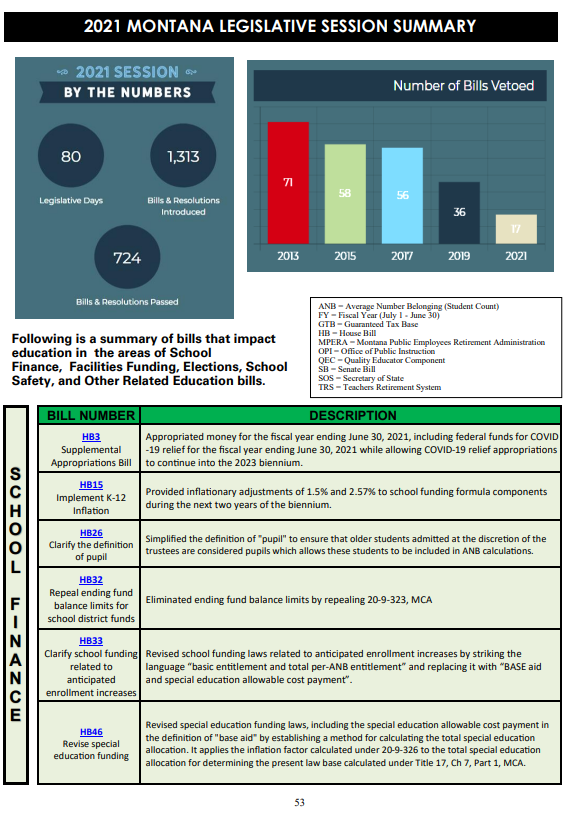 2021 MONTANA LEGISLATIVE SESSION SUMMARY
2021 SESSION
BY THE NUMBERS
80
Legislative Days
1,313
Bills & Resolutions
Introduced
724
Bills & Resolutions Passed
Number of Bills Vetoed
71
58
56
36
17
2013
2015
2017
2019
2021
ANB = Average Number Belonging (Student Count)
FY = Fiscal Year (July 1 - June 30)
GTB = Guaranteed Tax Base
HB = House Bill
MPERA = Montana Public Employees Retirement Administration
OPI = Office of Public Instruction
QEC = Quality Educator Component
SB = Senate Bill
SOS = Secretary of State
TRS = Teachers Retirement System
Following is a summary of bills that impact
education in the areas of School
Finance, Facilities Funding, Elections, School
Safety, and Other Related Education bills.
SCHOOL FINANCE
BILL NUMBER
DESCRIPTION
HB3
Supplemental
Appropriations Bill
Appropriated money for the fiscal year ending June 30, 2021, including federal funds for COVID
-19 relief for the fiscal year ending June 30, 2021 while allowing COVID-19 relief appropriations
to continue into the 2023 biennium.
HB15
Implement K-12
Inflation
Provided inflationary adjustments of 1.5% and 2.57% to school funding formula components
during the next two years of the biennium.
HB26
Clarify the definition
of pupil
Simplified the definition of "pupil" to ensure that older students admitted at the discretion of the
trustees are considered pupils which allows these students to be included in ANB calculations.
HB32
Repeal ending fund
balance limits for
school district funds
Eliminated ending fund balance limits by repealing 20-9-323, MCA
HB33
Clarify school funding
related to
anticipated
enrollment increases
Revised school funding laws related to anticipated enrollment increases by striking the
language “basic entitlement and total per-ANB entitlement” and replacing it with “BASE aid
and special education allowable cost payment”.
HB46
Revise special
education funding
Revised special education funding laws, including the special education allowable cost payment in
the definition of "base aid" by establishing a method for calculating the total special education
allocation. It applies the inflation factor calculated under 20-9-326 to the total special education
allocation for determining the present law base calculated under Title 17, Ch 7, Part 1, MCA.
53